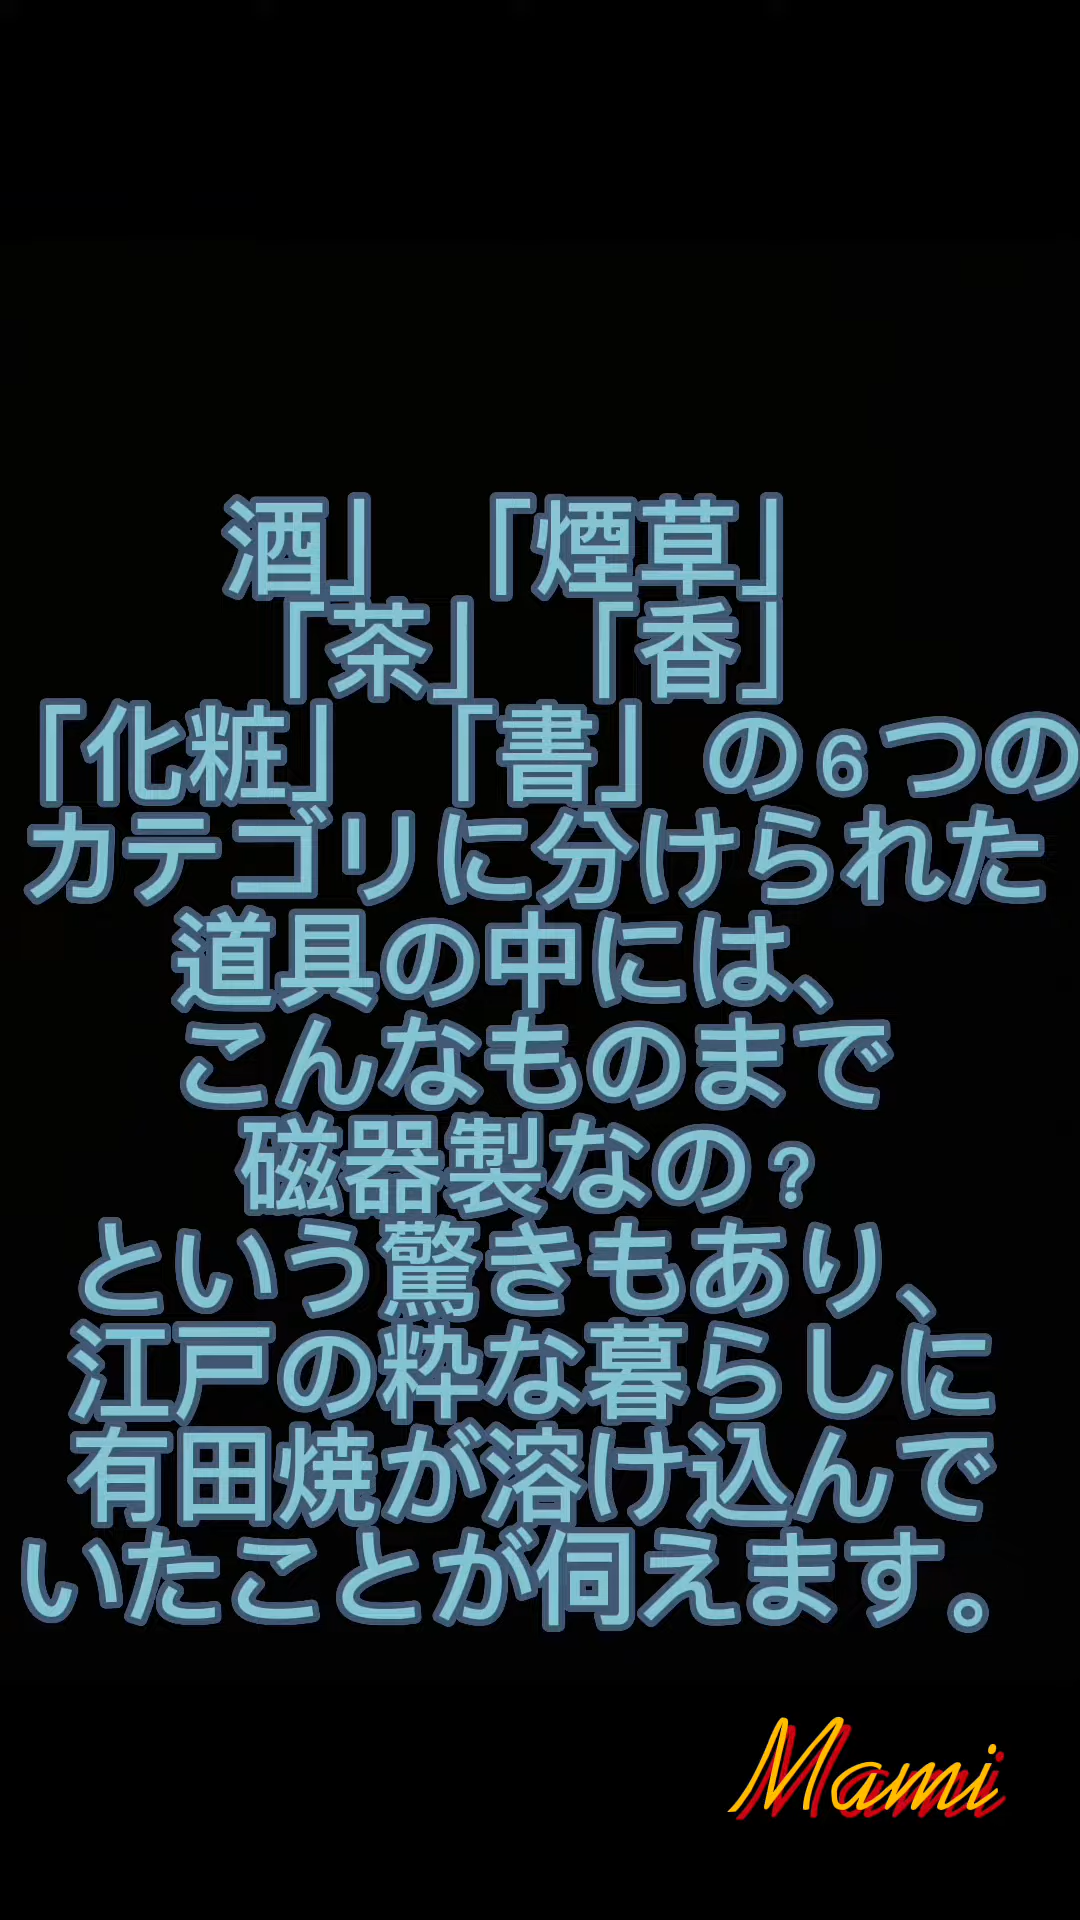 酒」 「煙草」
「茶」 「香」
「化粧」 「書」の６つの
カテゴリに分けられた
道具の中には、
こんなものまで
磁器製なの？
という驚きもあり、
江戸の粋な暮らしに
有田焼が溶け込んで
いたことが伺えます。
Mami